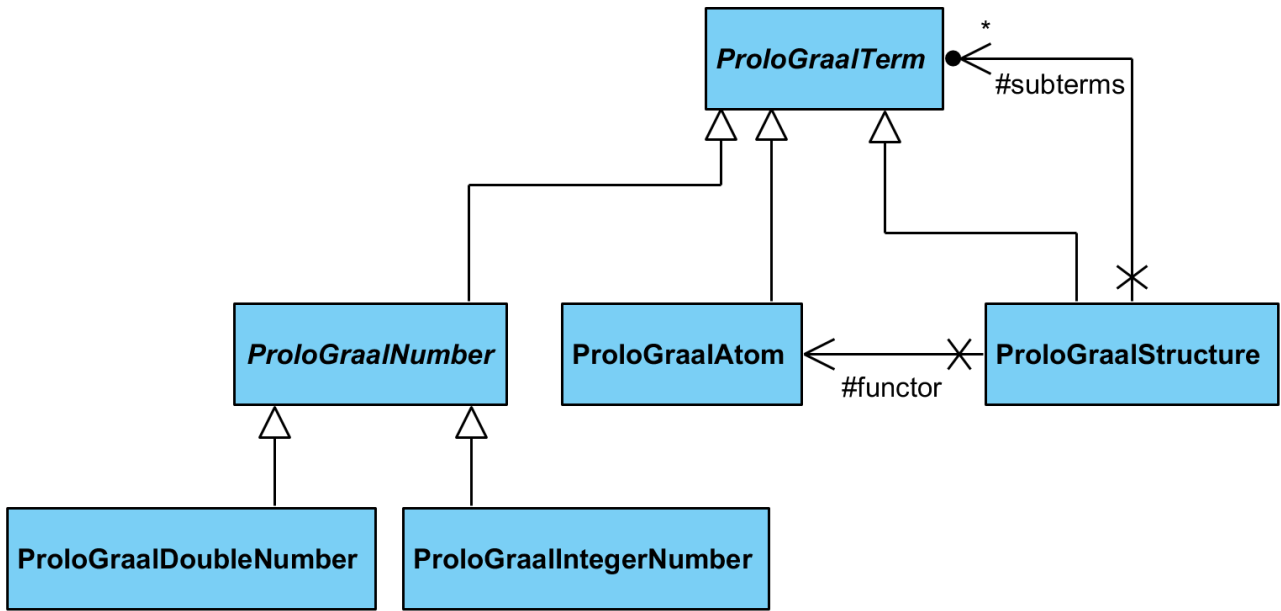 ProloGraalTerm
*
#subterms
ProloGraalNumber
ProloGraalAtom
#functor
ProloGraalStructure
ProloGraalDoubleNumber
ProloGraalIntegerNumber